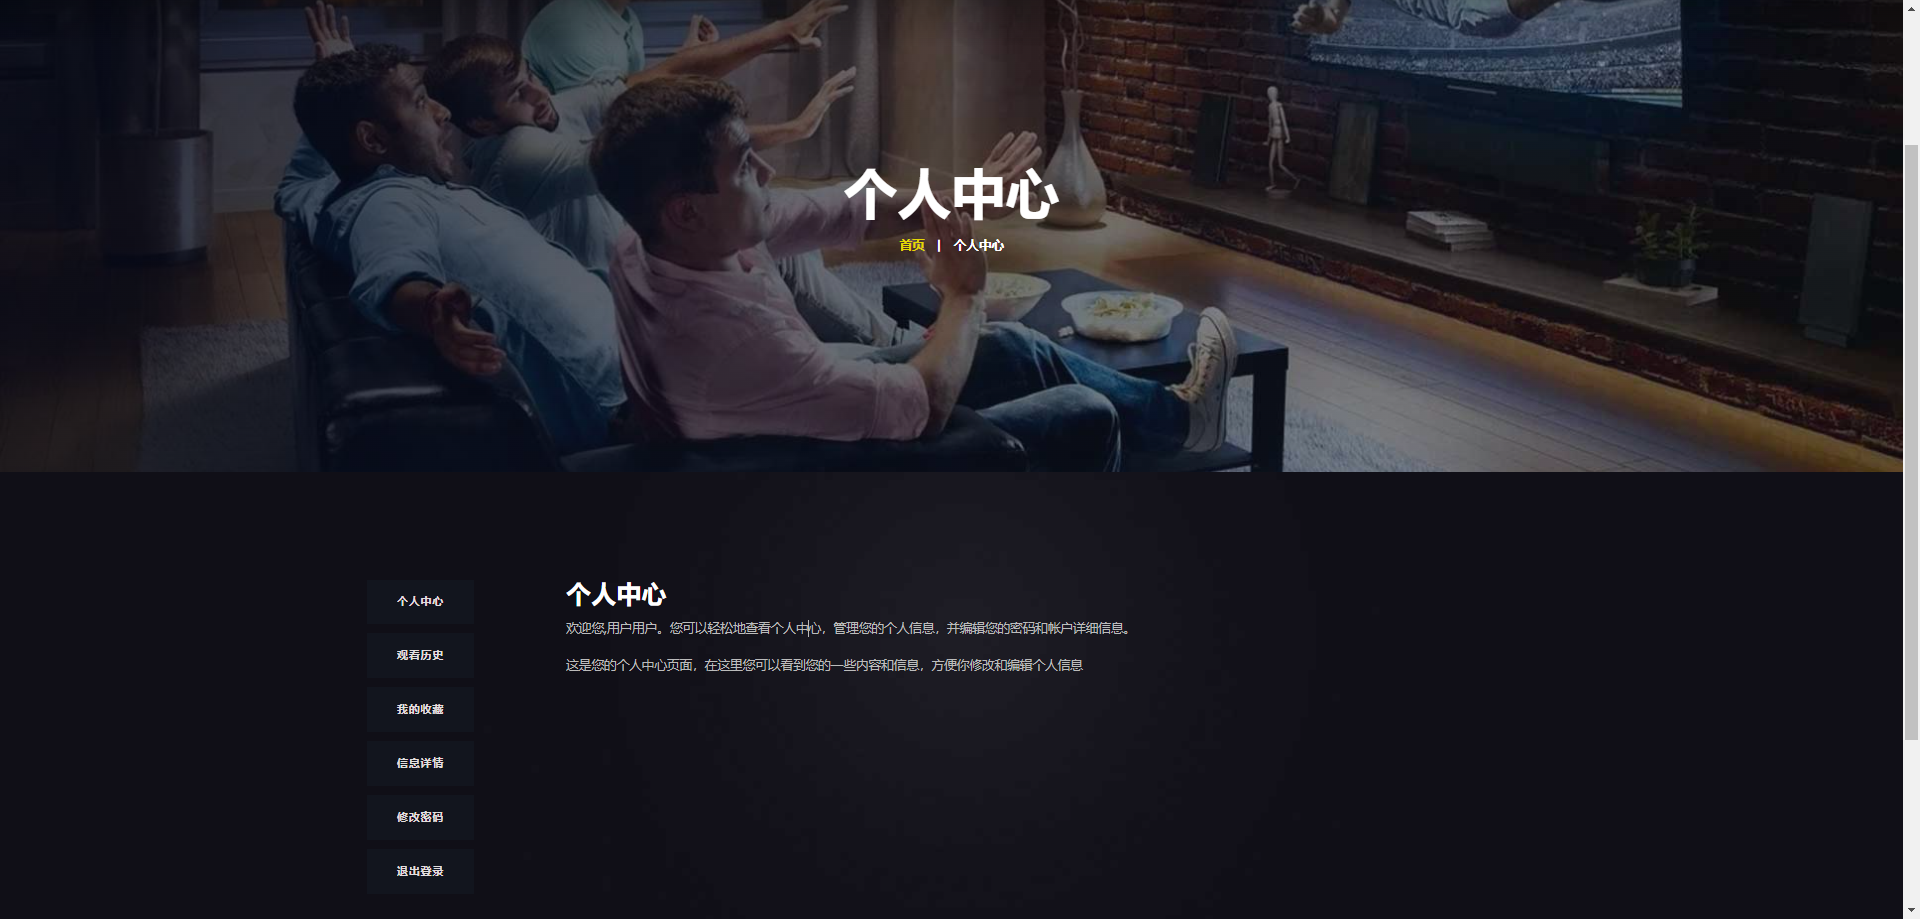 个人中心
首页 | 个人中心
个人中心
观看历史
我的收藏
信息详情
修改密码
退出登录
个人中心
欢迎您,用户用户。您可以轻松地查看个人中心，管理您的个人信息，并编辑您的密码和帐户详细信息。
这是您的个人中心页面，在这里您可以看到您的一些内容和信息，方便你修改和编辑个人信息